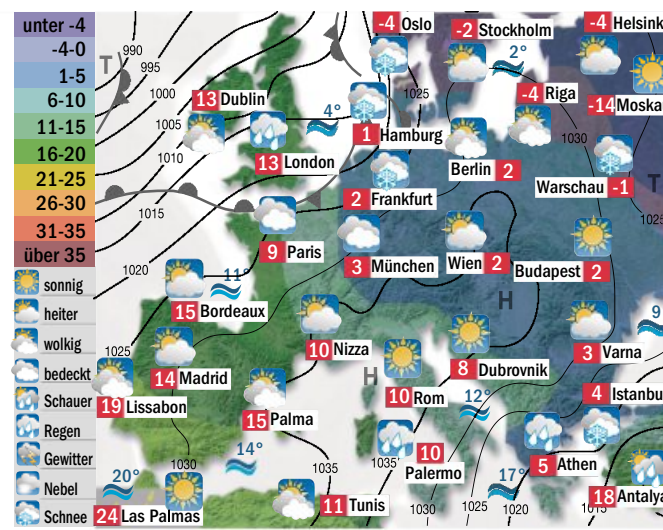 unter -4
-4-0
1-5
6-10
11-15
16-20
21-25
26-30
31-35
über 35
sonnig
heiter
wolkig
bedeckt
Schauer
Regen
Gewitter
Nebel
Schnee
-4 Oslo
-2 Stockholm
-4 Helsink
2°
-4 Riga
-14 Moska
13 Dublin
4°
1 Hamburg
13 London
Berlin 2
Warschau -1
2 Frankfurt
9 Paris
3 München
Wien 2
Budapest 2
11°
15 Bordeaux
10 Nizza
8 Dubrovnik
9
3 Varna
14 Madrid
19 Lissabon
15 Palma
10 Rom
12°
4 Istanbu
10
Palermo
5 Athen
14°
20°
24 Las Palmas
11 Tunis
17°
18 Antalya
990
995
1000
1005
1010
1015
1020
1025
1030
1035
1035
1030
1025
1020
1015
1025
1030
1025
T
T
H
H